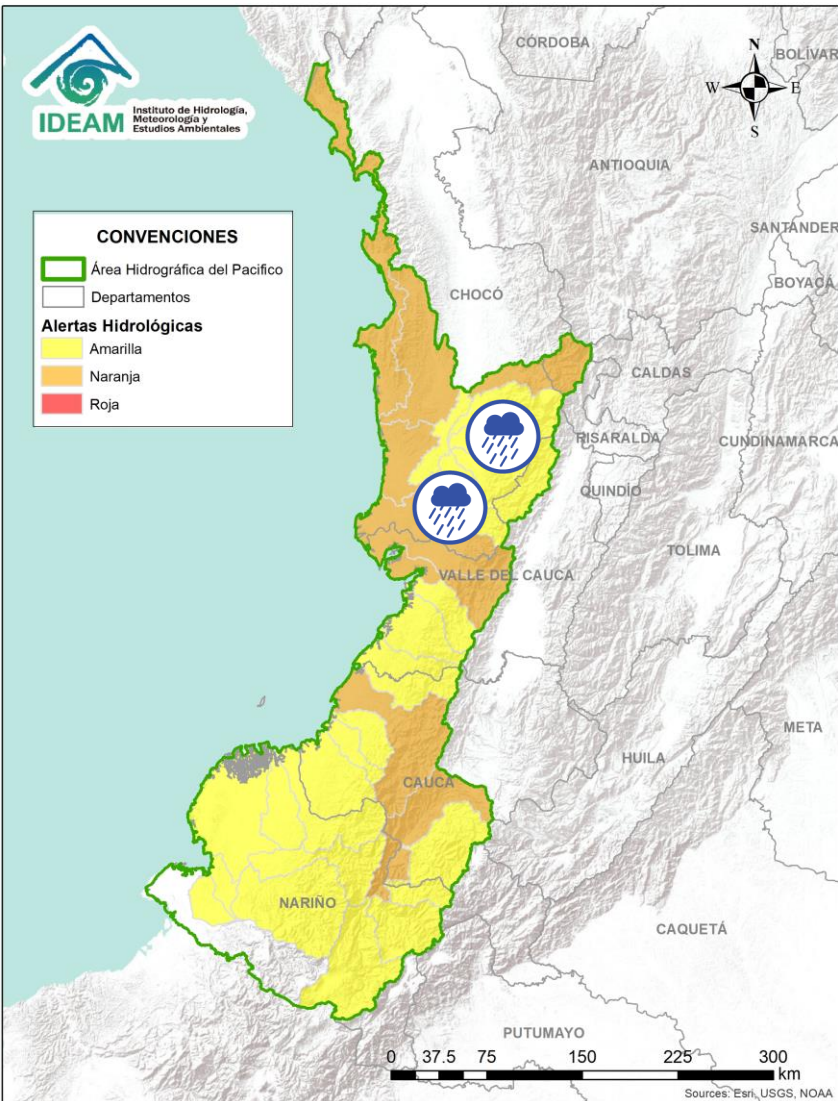 IDEAM
Instituto de Hidrología,
Meteorología y
Estudios Ambientales
CÓRDOBA
BOLÍVAR
N
W
E
S
ANTIOQUIA
SANTANDER
BOYACÁ
CONVENCIONES
Área Hidrográfica del Pacifico
Departamentos
Alertas Hidrológicas
Amarilla
Naranja
Roja
CHOCÓ
CALDAS
RISARALDA
CUNDINAMARCA
QUINDÍO
TOLIMA
VALLE DEL CAUCA
META
HUILA
CAUCA
NARIÑO
CAQUETÁ
PUTUMAYO
0 37.5 75 150 225 300
km
Sources: Esri, USGS, NOAA